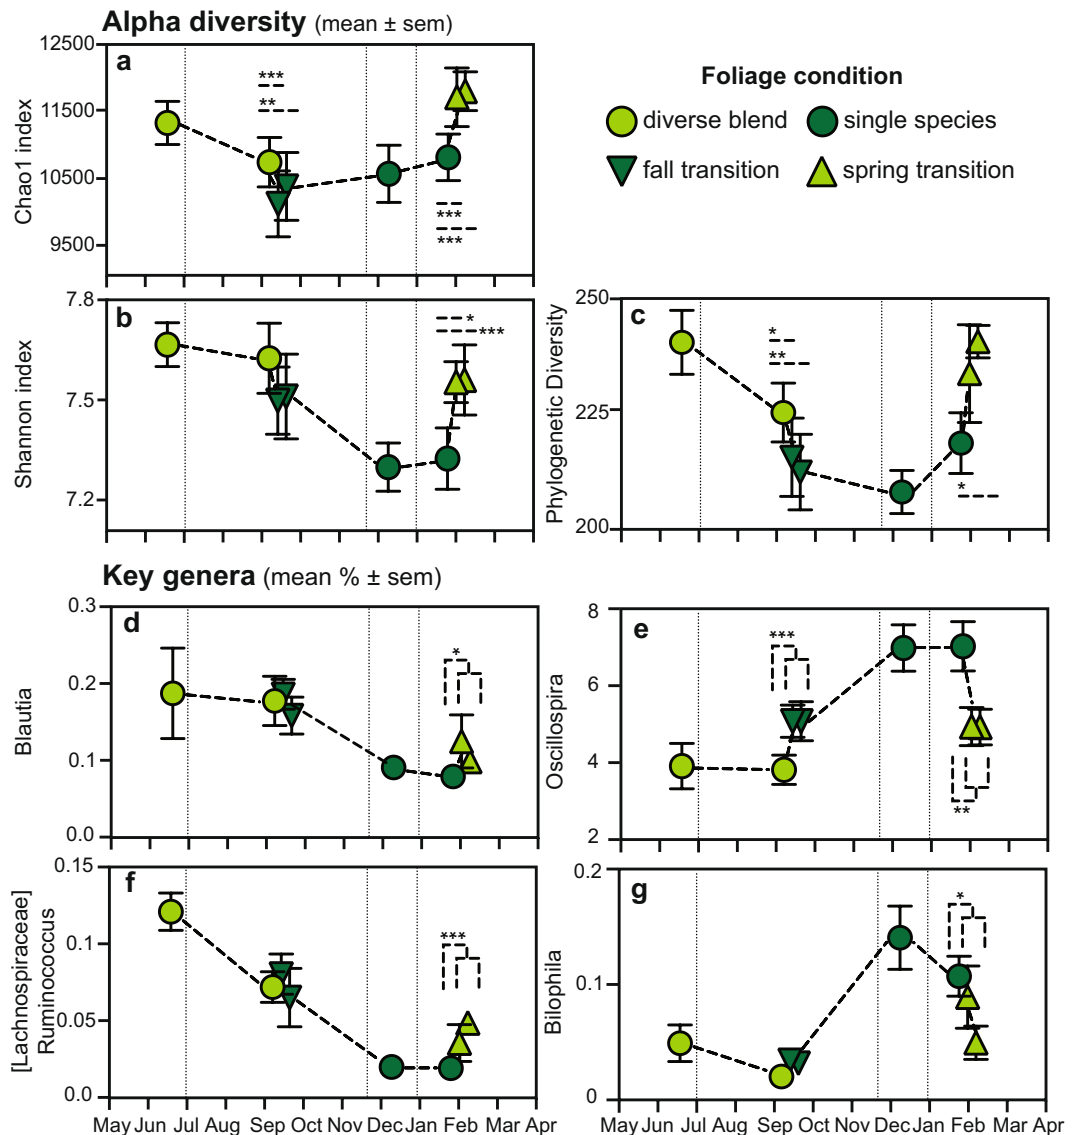 Alpha diversity (mean ± sem)
12500
11500
10500
9500
Chao1 index
a
***
**
***
***
Foliage condition
diverse blend
single species
fall transition
spring transition
7.8
7.5
7.2
Shannon index
b
*
***
250
225
200
Phylogenetic Diversity
c
*
**
*
Key genera (mean % ± sem)
0.3
0.2
0.1
0.0
Blautia
d
*
8
6
4
2
Oscillospira
e
***
**
0.15
0.10
0.05
0.0
[Lachnospiraceae]
Ruminococcus
f
***
0.2
0.1
0
Bilophila
g
*
May Jun Jul Aug Sep Oct Nov Dec Jan Feb Mar Apr
May Jun Jul Aug Sep Oct Nov Dec Jan Feb Mar Apr